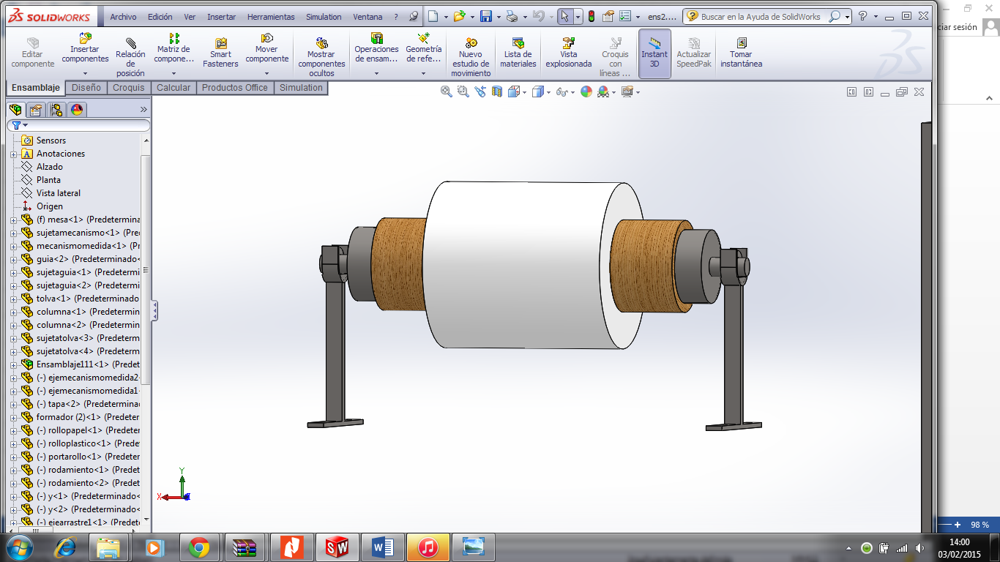 SOLIDWORKS Archivo Edición Ver Insertar Herramientas Simulation Ventana ? ens2.... Buscar en la Ayuda de SolidWorks
ciar sesión
Editar componente
Insertar componentes
Relación de posición
Matriz de compone...
Smart Fasteners
Mover componente
Mostrar componentes ocultos
Operaciones de ensam...
Geometría de refe...
Nuevo estudio de movimiento
Lista de materiales
Vista explosionada
Croquis con líneas ...
Instant 3D
Actualizar SpeedPak
Tomar instantánea
Ensamblaje Diseño Croquis Calcular Productos Office Simulation
Sensors
Anotaciones
Alzado
Planta
Vista lateral
Origen
(f) mesa<1> (Predetermina
sujetamecanismo<1> (Pre
mecanismomedida<1> (Pr
guia<2> (Predeterminado<
sujetaguia<1> (Predetermi
sujetaguia<2> (Predetermi
tolva<1> (Predeterminado
columna<1> (Predetermin
columna<2> (Predetermin
sujetatolva<3> (Predeterm
sujetatolva<4> (Predeterm
Ensamblaje111<1> (Predet
(-) ejemecanismomedida2
(-) ejemecanismomedida1
(-) tapa<2> (Predetermina
formador (2)<1> (Predeter
(-) rollopapel<1> (Predeter
(-) rolloplastico<1> (Prede
(-) portarollo<1> (Predeter
(-) rodamiento<1> (Predet
(-) rodamiento<2> (Predet
(-) y<1> (Predeterminado<
(-) y<2> (Predeterminado<
(-) ejearrastre1<1> (Predet
Y
X
98 %
14:00
03/02/2015